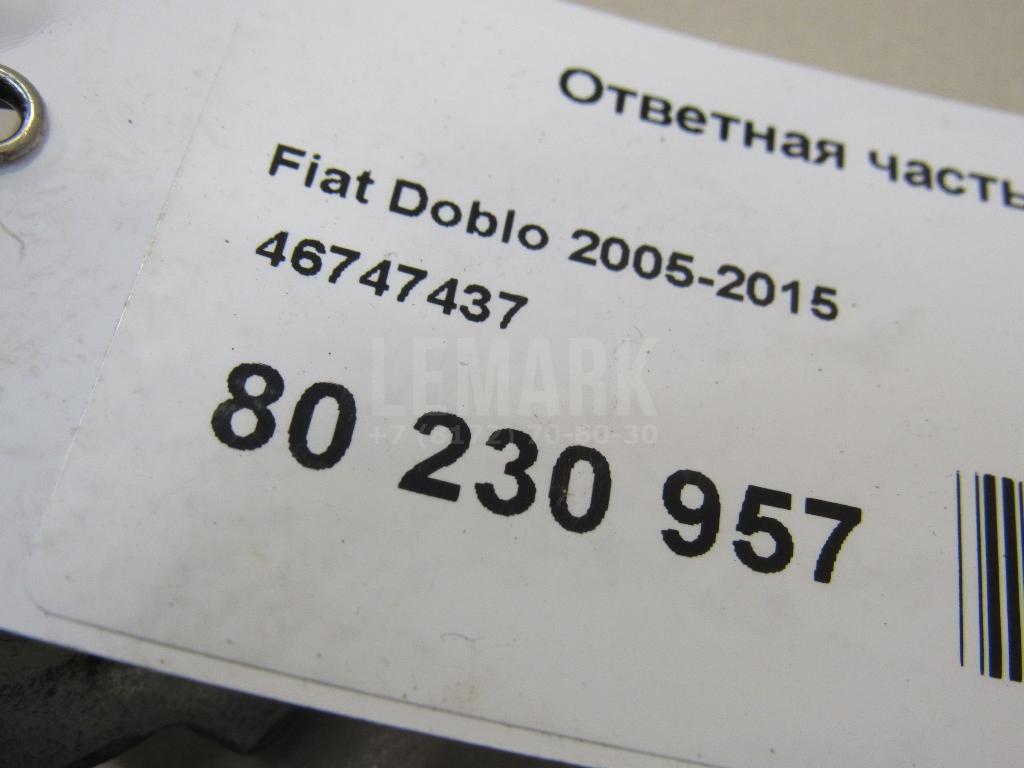 Ответная часть
Fiat Doblo 2005-2015
46747437
LEMARK
80 230 957